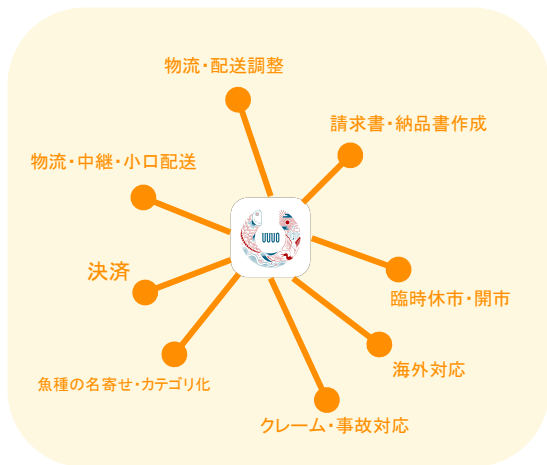 物流・配送調整
請求書・納品書作成
物流・中継・小口配送
UUUO
決済
臨時休市・開市
海外対応
魚種の名寄せ・カテゴリ化
クレーム・事故対応